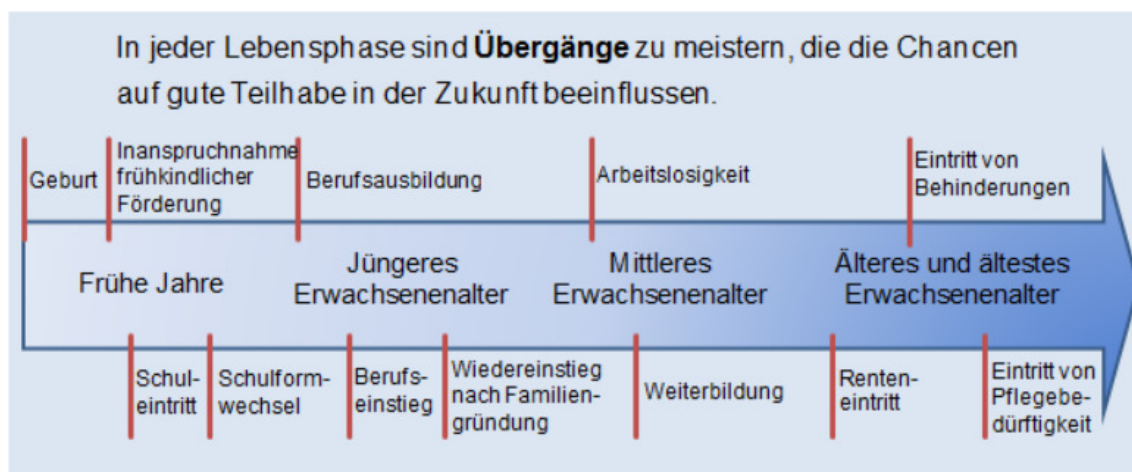 In jeder Lebensphase sind Übergänge zu meistern, die die Chancen
auf gute Teilhabe in der Zukunft beeinflussen.
Geburt
Inanspruchnahme
frühkindlicher
Förderung
Berufsausbildung
Arbeitslosigkeit
Eintritt von
Behinderungen
Frühe Jahre
Jüngeres
Erwachsenenalter
Mittleres
Erwachsenenalter
Älteres und ältestes
Erwachsenenalter
Schul-
eintritt
Schulform-
wechsel
Berufs-
einstieg
Wiedereinstieg
nach Familien-
gründung
Weiterbildung
Renten-
eintritt
Eintritt von
Pflegebe-
dürftigkeit